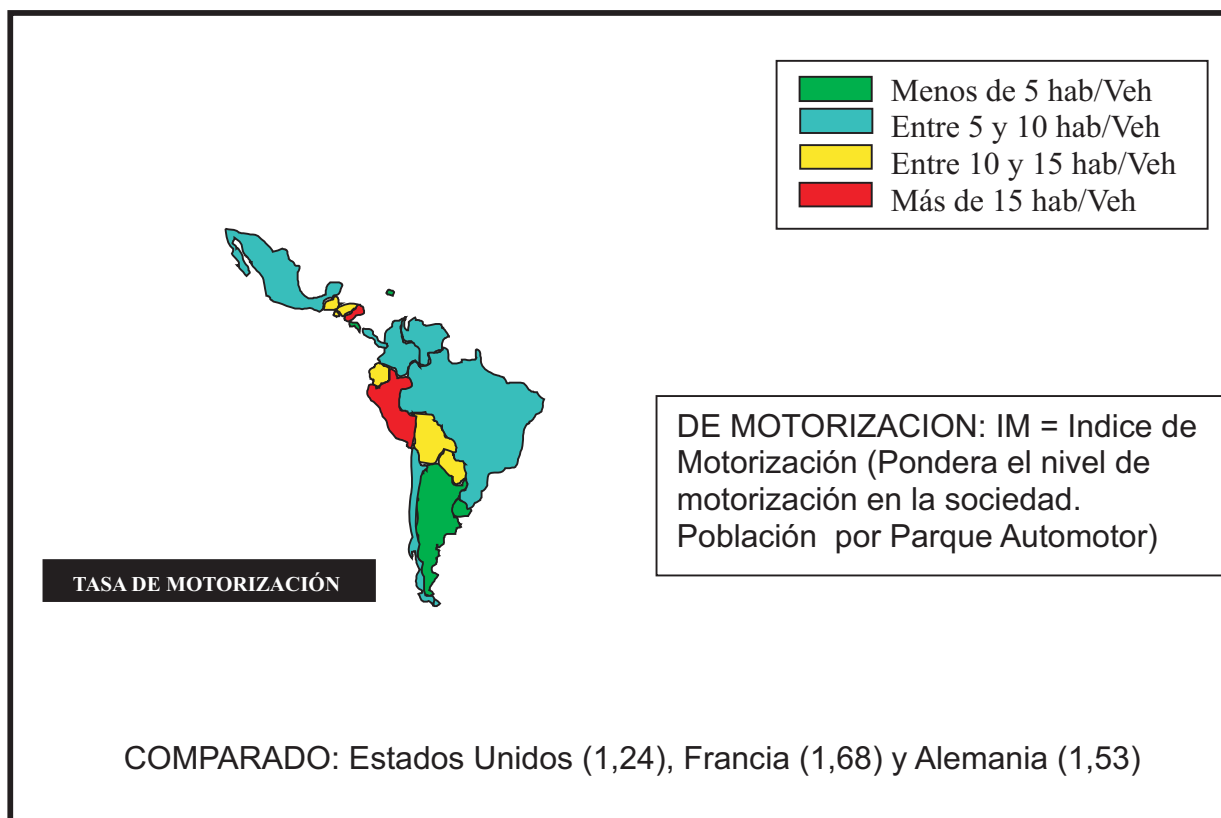 Menos de 5 hab/Veh
Entre 5 y 10 hab/Veh
Entre 10 y 15 hab/Veh
Más de 15 hab/Veh
DE MOTORIZACION: IM = Indice de
Motorización (Pondera el nivel de
motorización en la sociedad.
Población por Parque Automotor)
TASA DE MOTORIZACIÓN
COMPARADO: Estados Unidos (1,24), Francia (1,68) y Alemania (1,53)